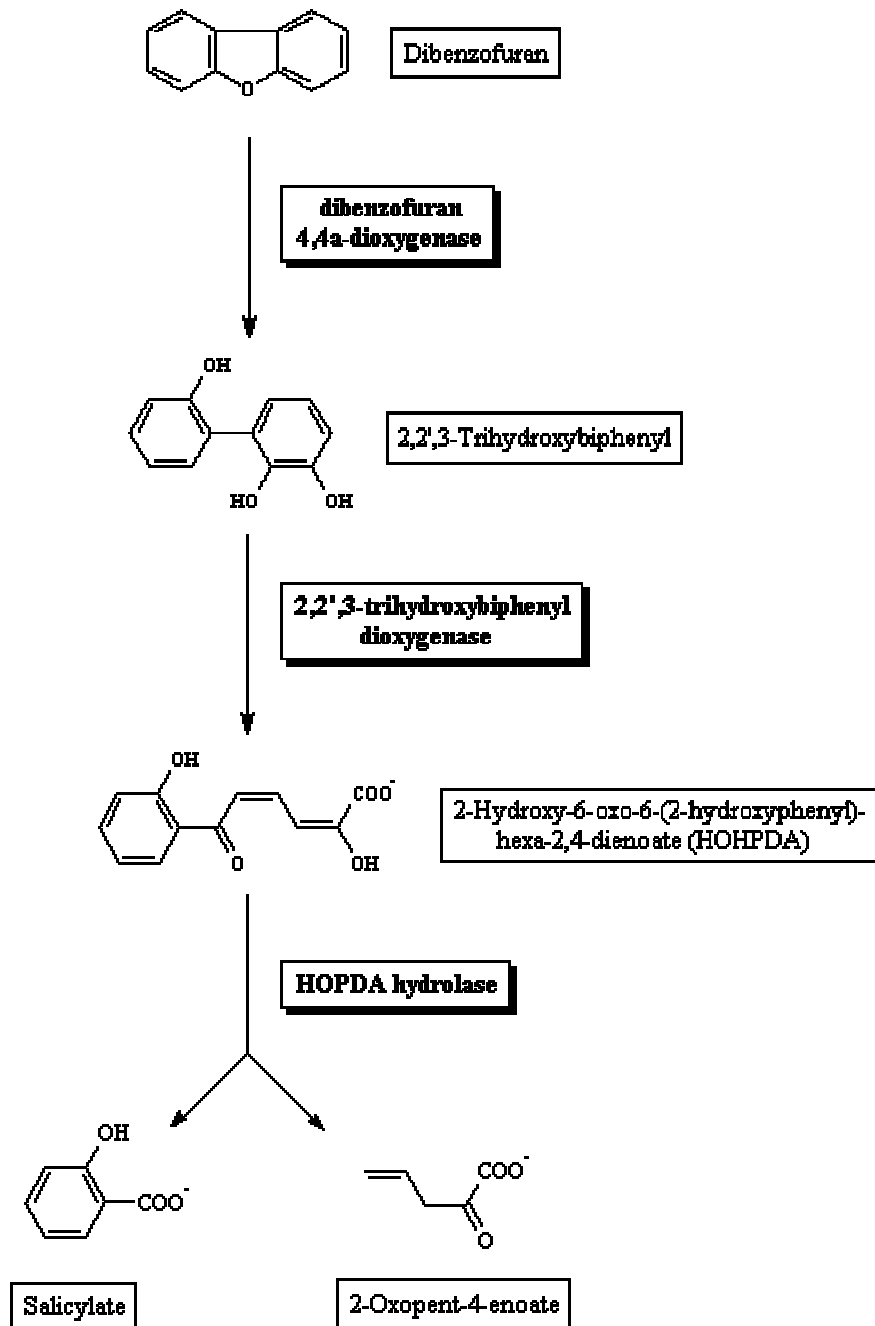 O
Dibenzofuran
dibenzofuran
4,4a-dioxygenase
OH
2,2',3-Trihydroxybiphenyl
HO
OH
2,2',3-trihydroxybiphenyl
dioxygenase
OH
COO⁻
O
OH
2-Hydroxy-6-oxo-6-(2-hydroxyphenyl)-
hexa-2,4-dienoate (HOHPDA)
HOPDA hydrolase
OH
COO⁻
COO⁻
O
Salicylate
2-Oxopent-4-enoate